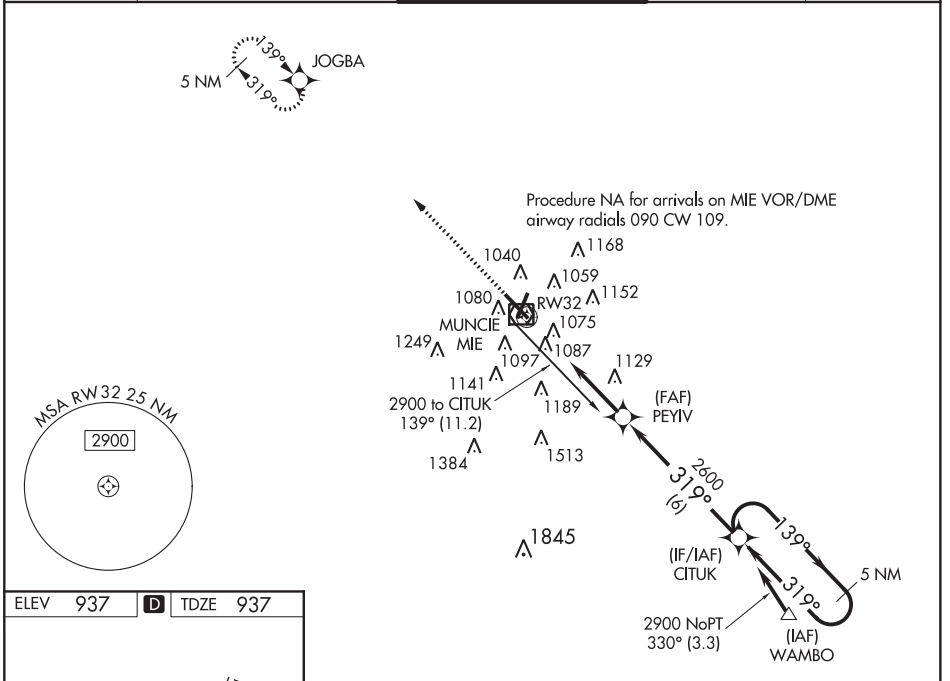 JOGBA
139°
319°
5 NM
Procedure NA for arrivals on MIE VOR/DME
airway radials 090 CW 109.
1168
1040
1059
1152
1080
RW32
1075
MUNCIE
MIE
1249
1097
1087
1129
1141
2900 to CITUK
139° (11.2)
1189
(FAF)
PEYIV
1384
1513
MSA RW32 25 NM
2900
2600
319°
(6)
1845
139°
(IF/IAF)
CITUK
5 NM
319°
2900 NoPT
330° (3.3)
(IAF)
WAMBO
ELEV 937 D TDZE 937